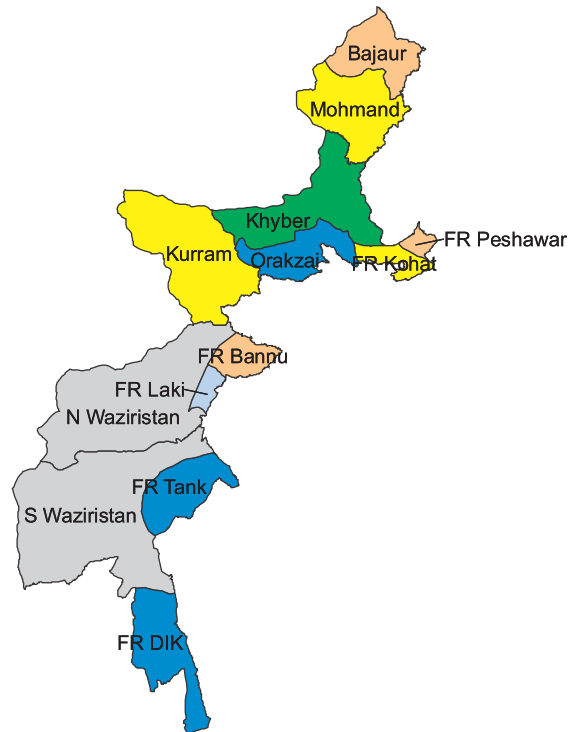 Bajaur
Mohmand
Khyber
FR Peshawar
Kurram
Orakzai
FR Kohat
FR Bannu
FR Laki
N Waziristan
FR Tank
S Waziristan
FR DIK